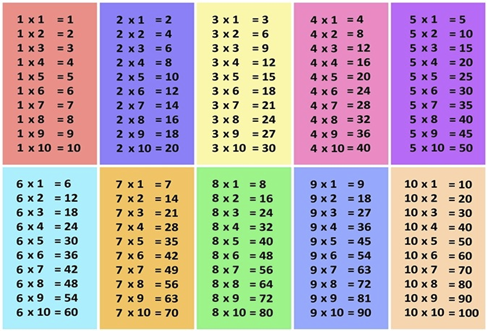 1 x 1 = 1
1 x 2 = 2
1 x 3 = 3
1 x 4 = 4
1 x 5 = 5
1 x 6 = 6
1 x 7 = 7
1 x 8 = 8
1 x 9 = 9
1 x 10 = 10
2 x 1 = 2
2 x 2 = 4
2 x 3 = 6
2 x 4 = 8
2 x 5 = 10
2 x 6 = 12
2 x 7 = 14
2 x 8 = 16
2 x 9 = 18
2 x 10 = 20
3 x 1 = 3
3 x 2 = 6
3 x 3 = 9
3 x 4 = 12
3 x 5 = 15
3 x 6 = 18
3 x 7 = 21
3 x 8 = 24
3 x 9 = 27
3 x 10 = 30
4 x 1 = 4
4 x 2 = 8
4 x 3 = 12
4 x 4 = 16
4 x 5 = 20
4 x 6 = 24
4 x 7 = 28
4 x 8 = 32
4 x 9 = 36
4 x 10 = 40
5 x 1 = 5
5 x 2 = 10
5 x 3 = 15
5 x 4 = 20
5 x 5 = 25
5 x 6 = 30
5 x 7 = 35
5 x 8 = 40
5 x 9 = 45
5 x 10 = 50
6 x 1 = 6
6 x 2 = 12
6 x 3 = 18
6 x 4 = 24
6 x 5 = 30
6 x 6 = 36
6 x 7 = 42
6 x 8 = 48
6 x 9 = 54
6 x 10 = 60
7 x 1 = 7
7 x 2 = 14
7 x 3 = 21
7 x 4 = 28
7 x 5 = 35
7 x 6 = 42
7 x 7 = 49
7 x 8 = 56
7 x 9 = 63
7 x 10 = 70
8 x 1 = 8
8 x 2 = 16
8 x 3 = 24
8 x 4 = 32
8 x 5 = 40
8 x 6 = 48
8 x 7 = 56
8 x 8 = 64
8 x 9 = 72
8 x 10 = 80
9 x 1 = 9
9 x 2 = 18
9 x 3 = 27
9 x 4 = 36
9 x 5 = 45
9 x 6 = 54
9 x 7 = 63
9 x 8 = 72
9 x 9 = 81
9 x 10 = 90
10 x 1 = 10
10 x 2 = 20
10 x 3 = 30
10 x 4 = 40
10 x 5 = 50
10 x 6 = 60
10 x 7 = 70
10 x 8 = 80
10 x 9 = 90
10 x 10 = 100